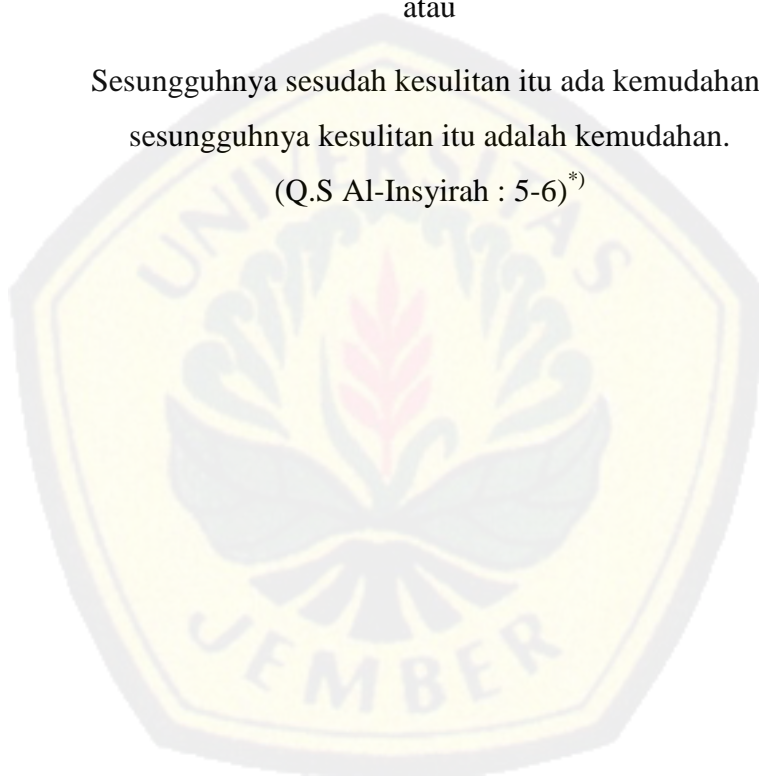 atau
Sesungguhnya sesudah kesulitan itu ada kemudahan
sesungguhnya kesulitan itu adalah kemudahan.
(Q.S Al-Insyirah : 5-6)*)
UNIVERSITAS
JEMBER